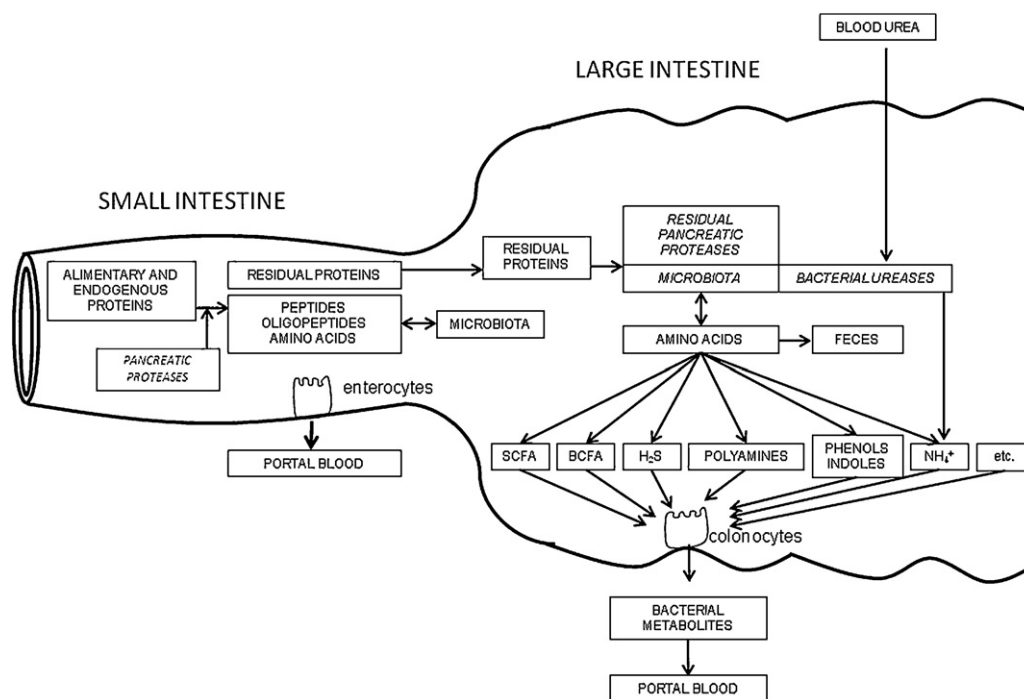 BLOOD UREA
LARGE INTESTINE
SMALL INTESTINE
ALIMENTARY AND
ENDOGENOUS
PROTEINS
PANCREATIC
PROTEASES
RESIDUAL PROTEINS
PEPTIDES
OLIGOPEPTIDES
AMINO ACIDS
MICROBIOTA
enterocytes
PORTAL BLOOD
RESIDUAL
PROTEINS
RESIDUAL
PANCREATIC
PROTEASES
MICROBIOTA
BACTERIAL UREASES
AMINO ACIDS
FECES
SCFA
BCFA
H₂S
POLYAMINES
PHENOLS
INDOLES
NH₄⁺
etc.
colonocytes
BACTERIAL
METABOLITES
PORTAL BLOOD